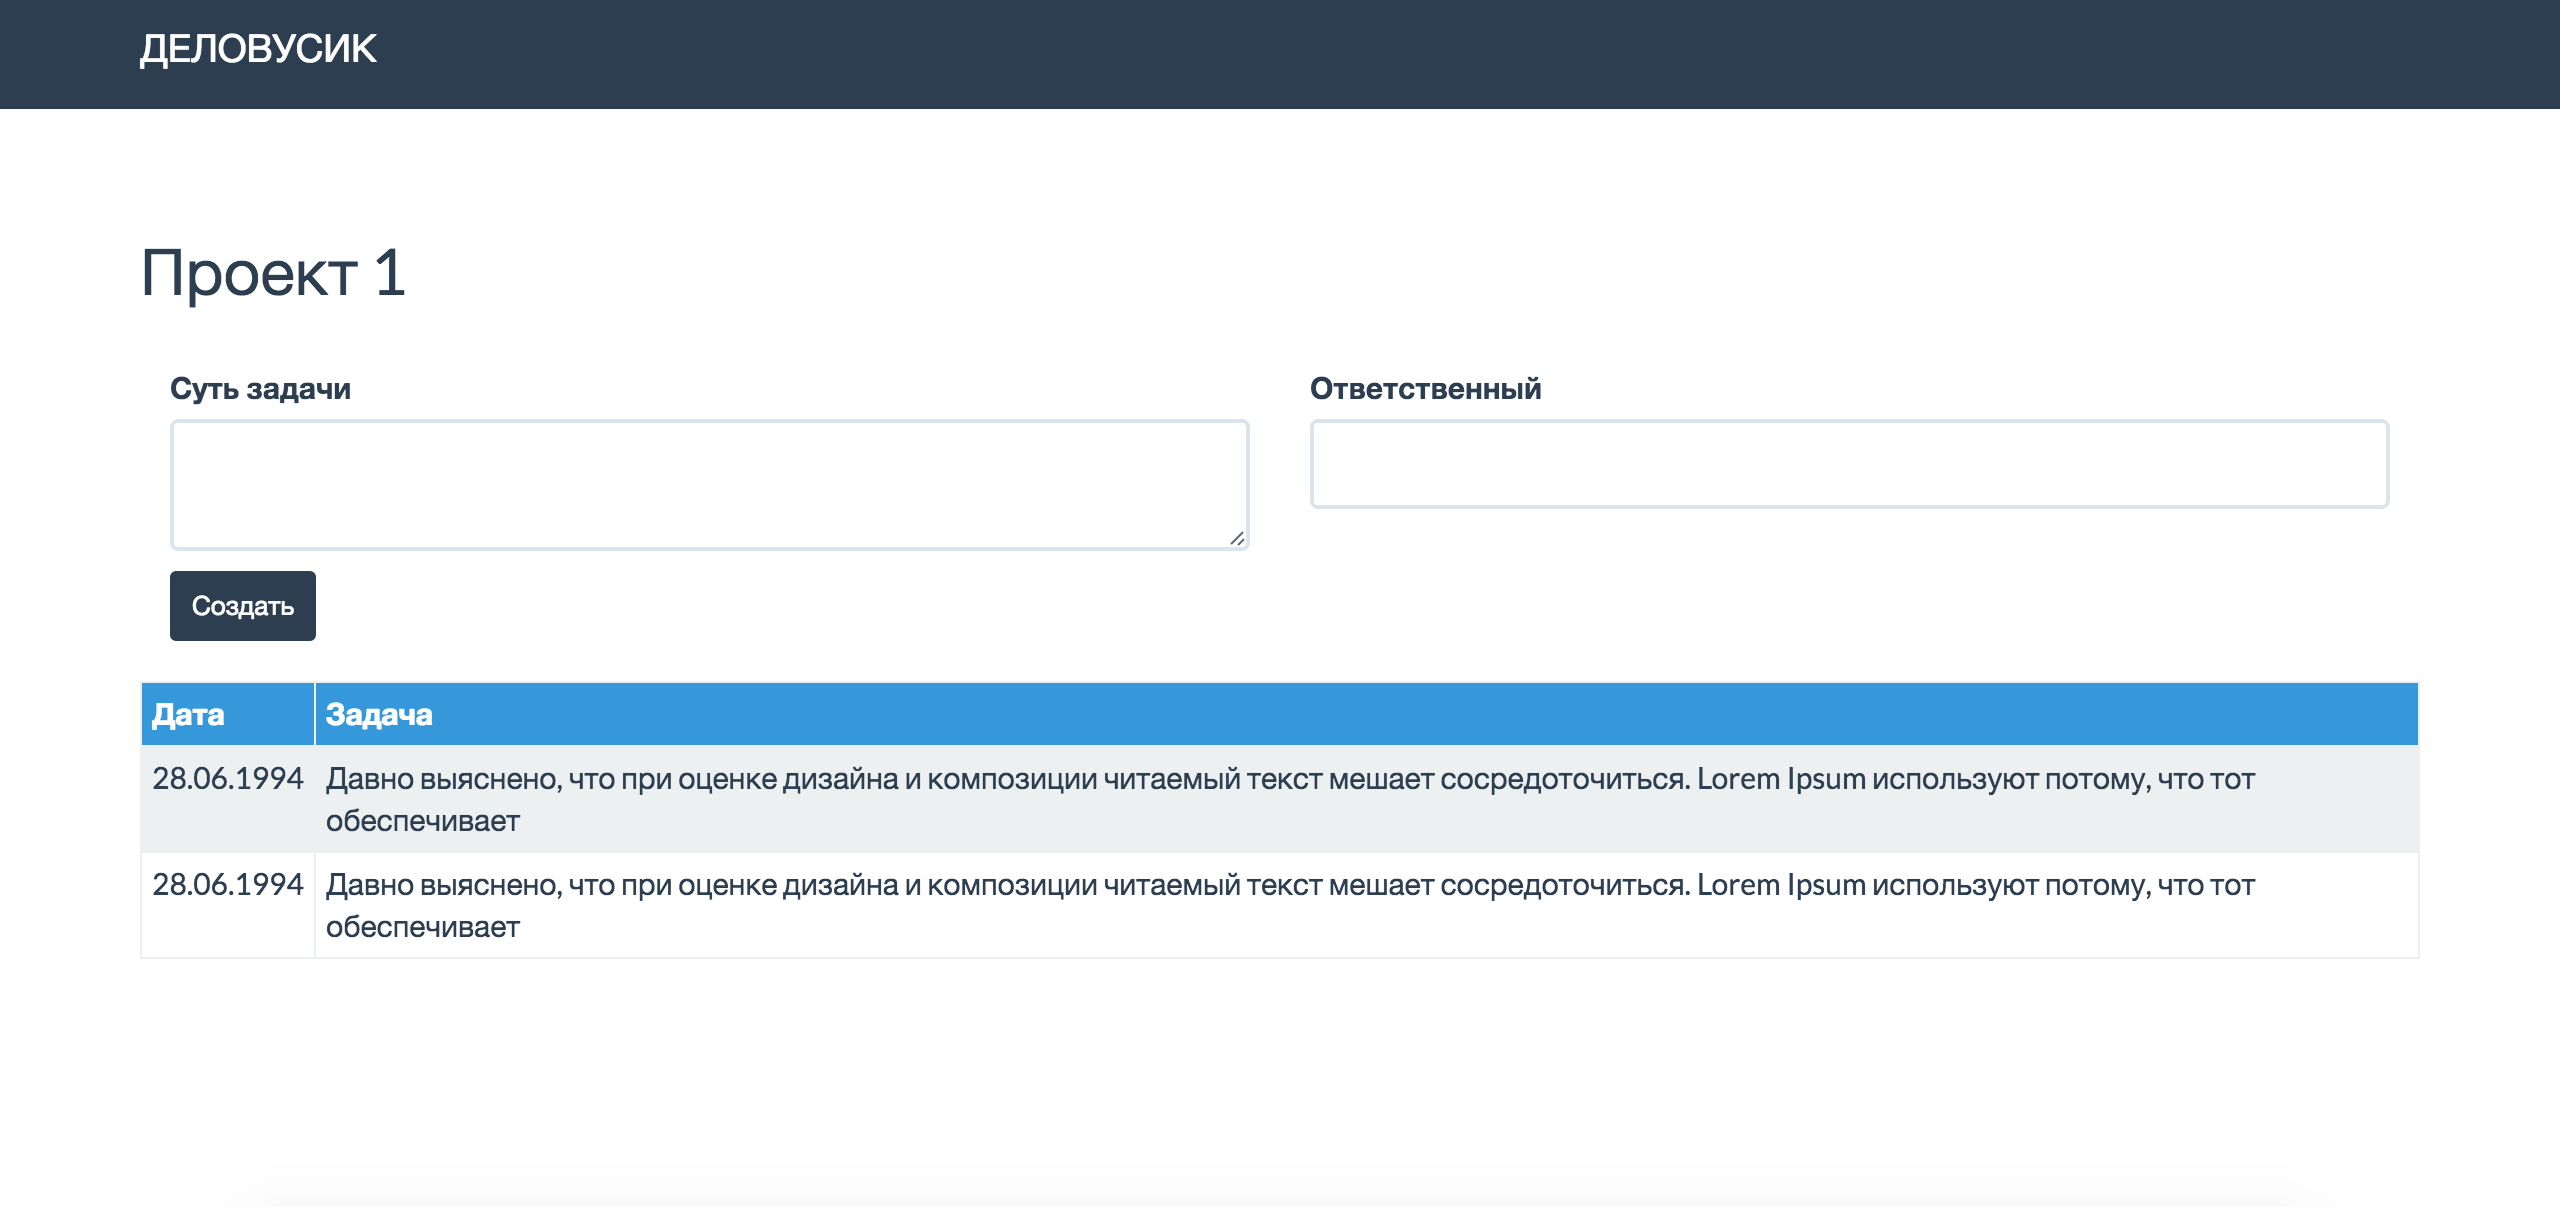 ДЕЛОВУСИК
Проект 1
Суть задачи
Ответственный
Создать
Дата Задача
28.06.1994 Давно выяснено, что при оценке дизайна и композиции читаемый текст мешает сосредоточиться. Lorem Ipsum используют потому, что тот
обеспечивает
28.06.1994 Давно выяснено, что при оценке дизайна и композиции читаемый текст мешает сосредоточиться. Lorem Ipsum используют потому, что тот
обеспечивает